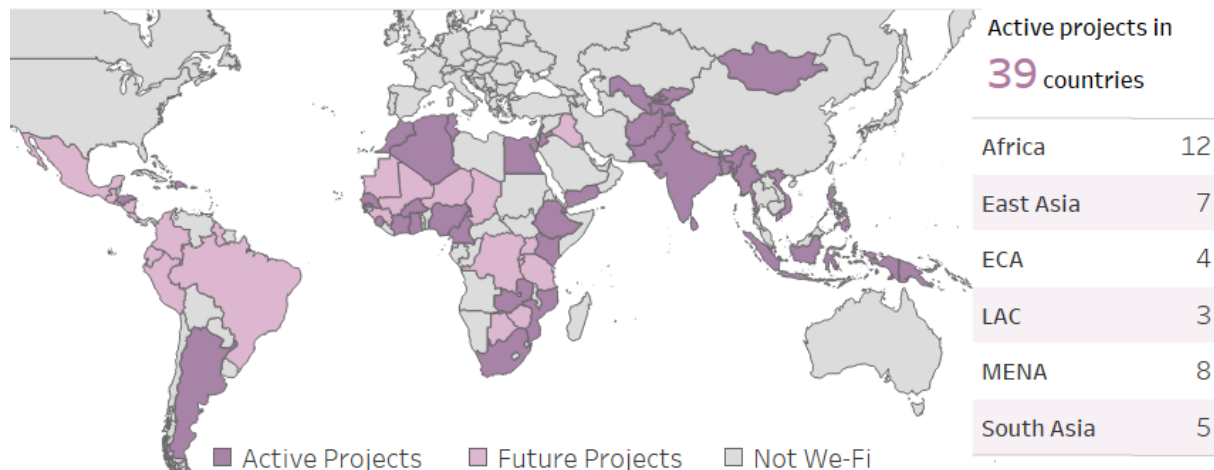 Active projects in
39 countries
Africa 12
East Asia 7
ECA 4
LAC 3
MENA 8
South Asia 5
Active Projects Future Projects Not We-Fi